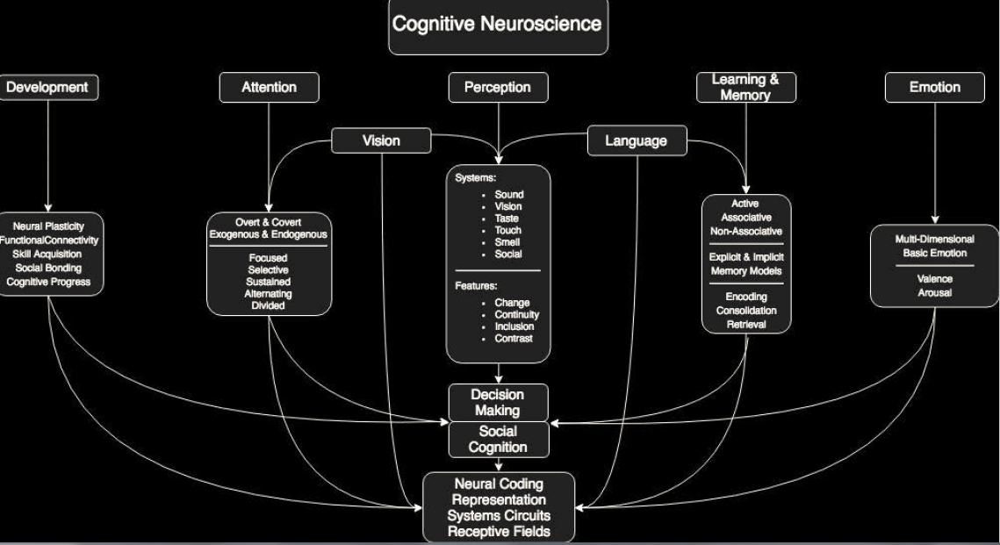 Cognitive Neuroscience
Development
Attention
Perception
Learning &
Memory
Emotion
Vision
Language
Neural Plasticity
FunctionalConnectivity
Skill Acquisition
Social Bonding
Cognitive Progress
Overt & Covert
Exogenous & Endogenous
Focused
Selective
Sustained
Alternating
Divided
Systems:
• Sound
• Vision
• Taste
• Touch
• Smell
• Social
Features:
• Change
• Continuity
• Inclusion
• Contrast
Active
Associative
Non-Associative
Explicit & Implicit
Memory Models
Encoding
Consolidation
Retrieval
Multi-Dimensional
Basic Emotion
Valence
Arousal
Decision
Making
Social
Cognition
Neural Coding
Representation
Systems Circuits
Receptive Fields